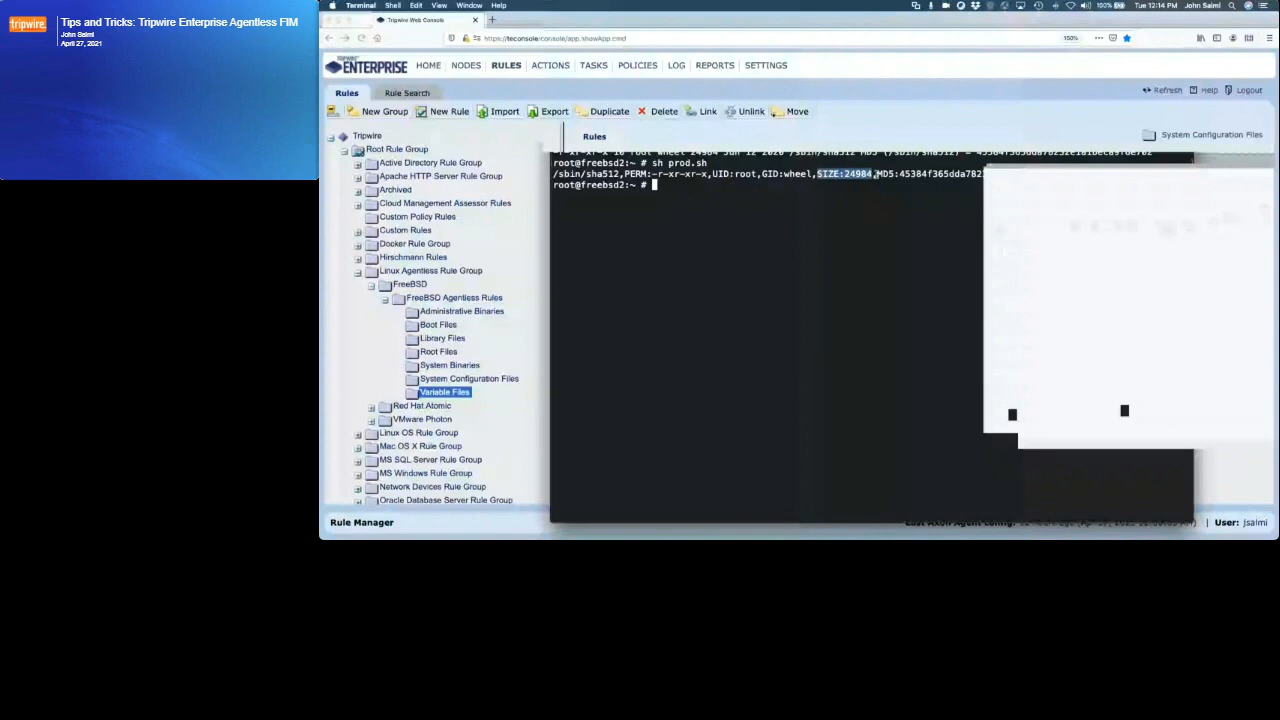 tripwire
Tips and Tricks: Tripwire Enterprise Agentless FIM
John Salmi
April 27, 2021
Terminal Shell Edit View Window Help
100% Tue 12:14 PM John Salmi
Tripwire Web Console
https://teconsole/console/app.showApp.cmd
150%
TRIPWIRE ENTERPRISE HOME NODES RULES ACTIONS TASKS POLICIES LOG REPORTS SETTINGS
Rules Rule Search
Refresh Help Logout
New Group New Rule Import Export Duplicate Delete Link Unlink Move
Tripwire
Root Rule Group
Active Directory Rule Group
Apache HTTP Server Rule Group
Archived
Cloud Management Assessor Rules
Custom Policy Rules
Custom Rules
Docker Rule Group
Hirschmann Rules
Linux Agentless Rule Group
FreeBSD
FreeBSD Agentless Rules
Administrative Binaries
Boot Files
Library Files
Root Files
System Binaries
System Configuration Files
Variable Files
Red Hat Atomic
VMware Photon
Linux OS Rule Group
Mac OS X Rule Group
MS SQL Server Rule Group
MS Windows Rule Group
Network Devices Rule Group
Oracle Database Server Rule Group
Rules
System Configuration Files
root@freebsd2:~ # sh prod.sh
/sbin/sha512,PERM:-r-xr-xr-x,UID:root,GID:wheel,SIZE:24984,MD5:45384f365dda782
root@freebsd2:~ #
Rule Manager
User: jsalmi